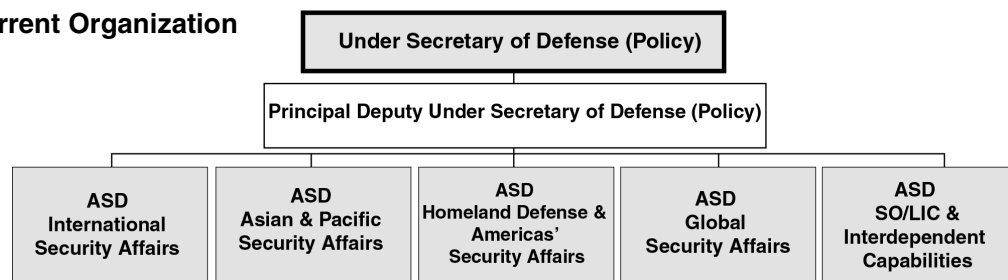 rrent Organization
Under Secretary of Defense (Policy)
Principal Deputy Under Secretary of Defense (Policy)
ASD
International
Security Affairs
ASD
Asian & Pacific
Security Affairs
ASD
Homeland Defense &
Americas’
Security Affairs
ASD
Global
Security Affairs
ASD
SO/LIC &
Interdependent
Capabilities